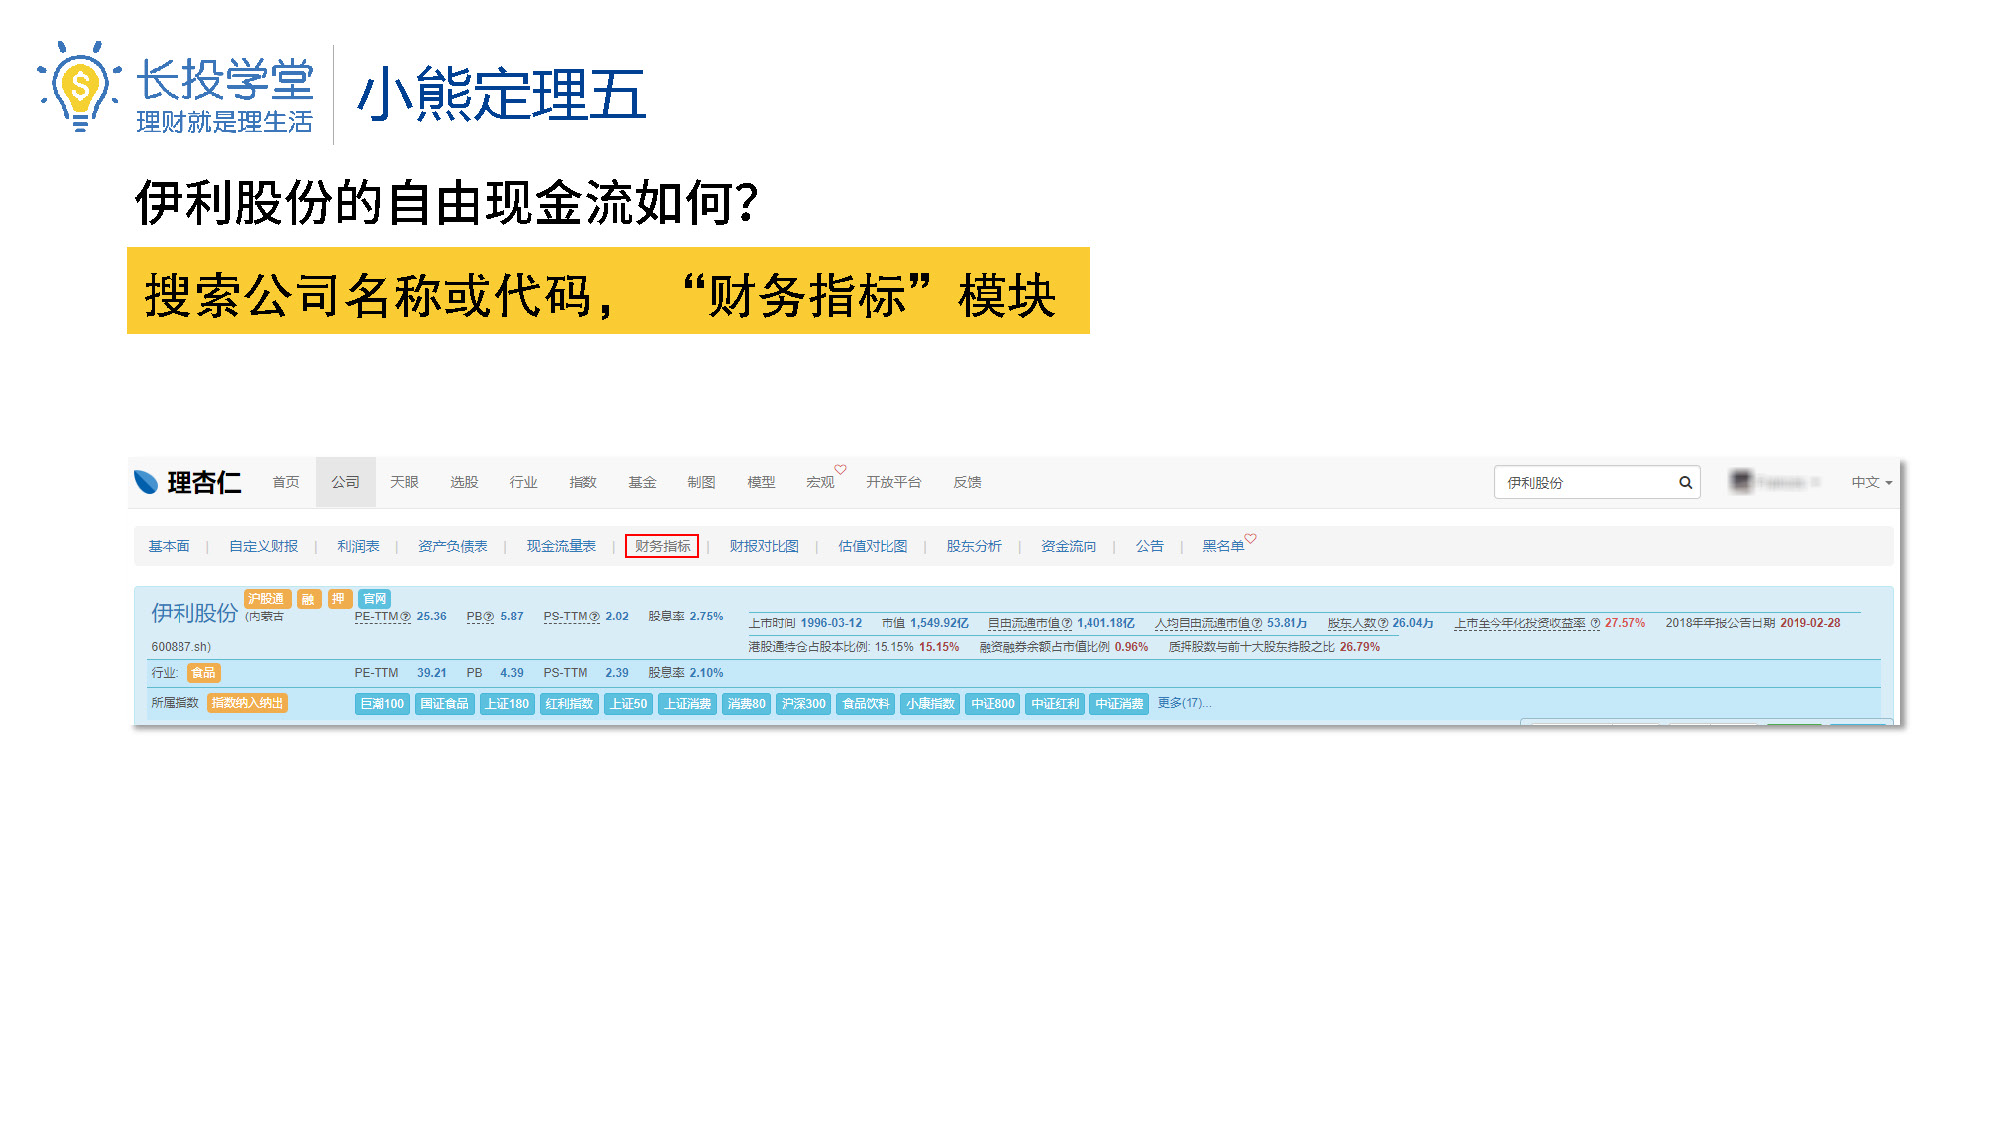 长投学堂
理财就是理生活
小熊定理五
伊利股份的自由现金流如何?
搜索公司名称或代码，“财务指标”模块
理杏仁 首页 公司 天眼 选股 行业 指数 基金 制图 模型 宏观 开放平台 反馈 伊利股份 中文
基本面 | 自定义财报 | 利润表 | 资产负债表 | 现金流量表 | 财务指标 | 财报对比图 | 估值对比图 | 股东分析 | 资金流向 | 公告 | 黑名单
沪股通 融 押 官网
伊利股份 (内蒙古 PE-TTM 25.36 PB 5.87 PS-TTM 2.02 股息率 2.75%
上市时间 1996-03-12 市值 1,549.92亿 自由流通市值 1,401.18亿 人均自由流通市值 53.81万 股东人数 26.04万 上市至今年化投资收益率 27.57% 2018年年报公告日期 2019-02-28
600887.sh) 港股通持仓占股本比例: 15.15% 15.15% 融资融券余额占市值比例 0.96% 质押股数与前十大股东持股之比 26.79%
行业: 食品 PE-TTM 39.21 PB 4.39 PS-TTM 2.39 股息率 2.10%
所属指数 指数纳入纳出 巨潮100 国证食品 上证180 红利指数 上证50 上证消费 消费80 沪深300 食品饮料 小康指数 中证800 中证红利 中证消费 更多(17)...